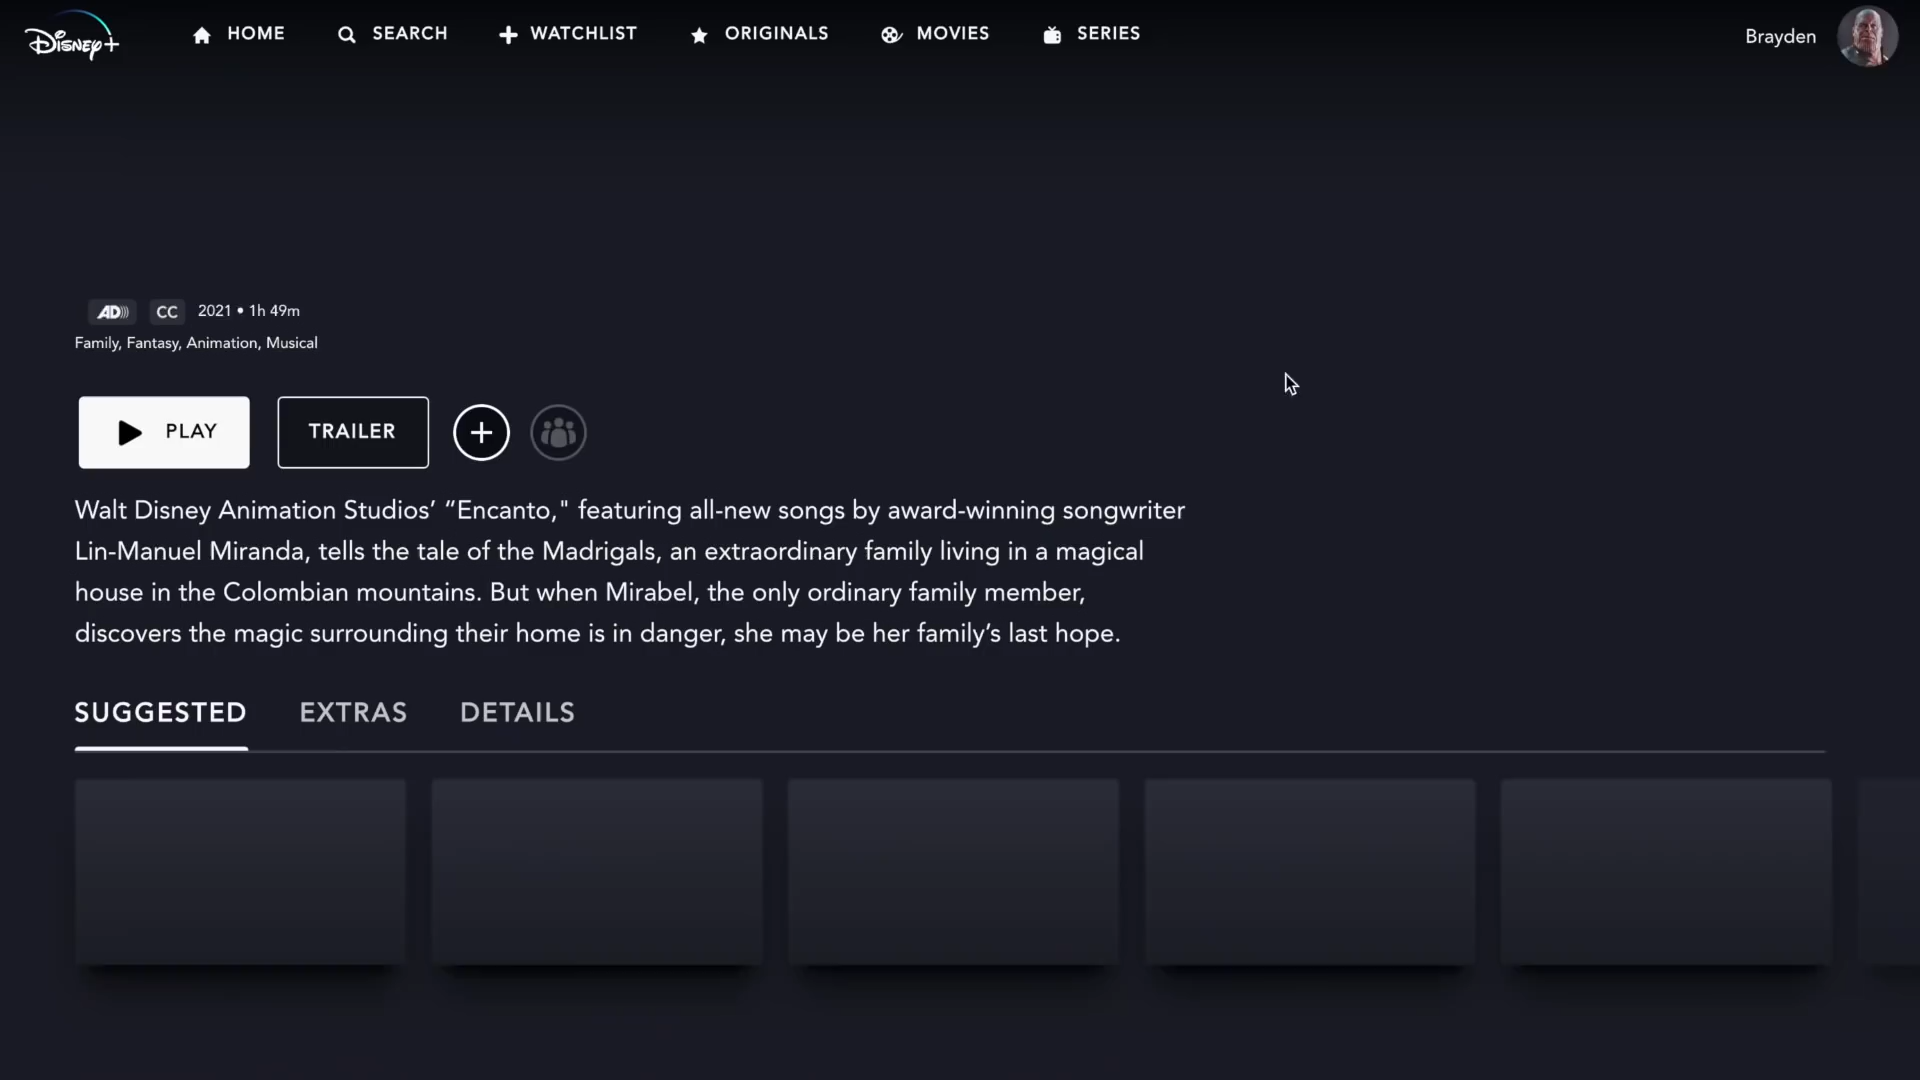 Disney+
HOME
SEARCH
WATCHLIST
ORIGINALS
MOVIES
SERIES
Brayden
AD)))
CC
2021 • 1h 49m
Family, Fantasy, Animation, Musical
PLAY
TRAILER
Walt Disney Animation Studios’ “Encanto," featuring all-new songs by award-winning songwriter
Lin-Manuel Miranda, tells the tale of the Madrigals, an extraordinary family living in a magical
house in the Colombian mountains. But when Mirabel, the only ordinary family member,
discovers the magic surrounding their home is in danger, she may be her family’s last hope.
SUGGESTED
EXTRAS
DETAILS